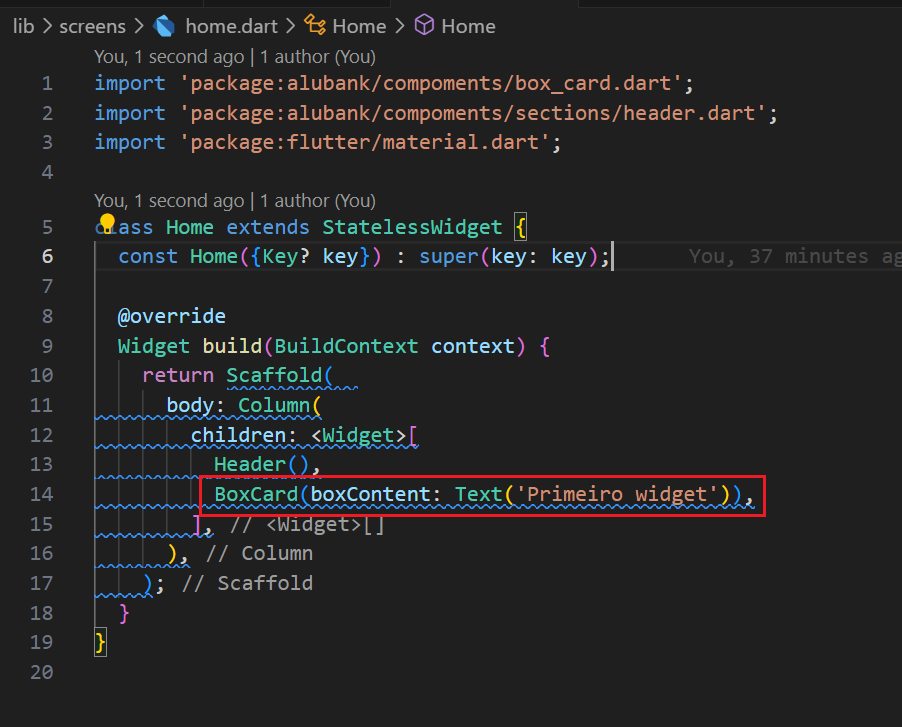 lib > screens > home.dart > Home > Home
You, 1 second ago | 1 author (You)
1 import 'package:alubank/compoments/box_card.dart';
2 import 'package:alubank/compoments/sections/header.dart';
3 import 'package:flutter/material.dart';
4
You, 1 second ago | 1 author (You)
5 class Home extends StatelessWidget {
6 const Home({Key? key}) : super(key: key); You, 37 minutes ag
7
8 @override
9 Widget build(BuildContext context) {
10 return Scaffold(
11 body: Column(
12 children: <Widget>[
13 Header(),
14 BoxCard(boxContent: Text('Primeiro widget')),
15 ], // <Widget>[]
16 ), // Column
17 ); // Scaffold
18 }
19 }
20